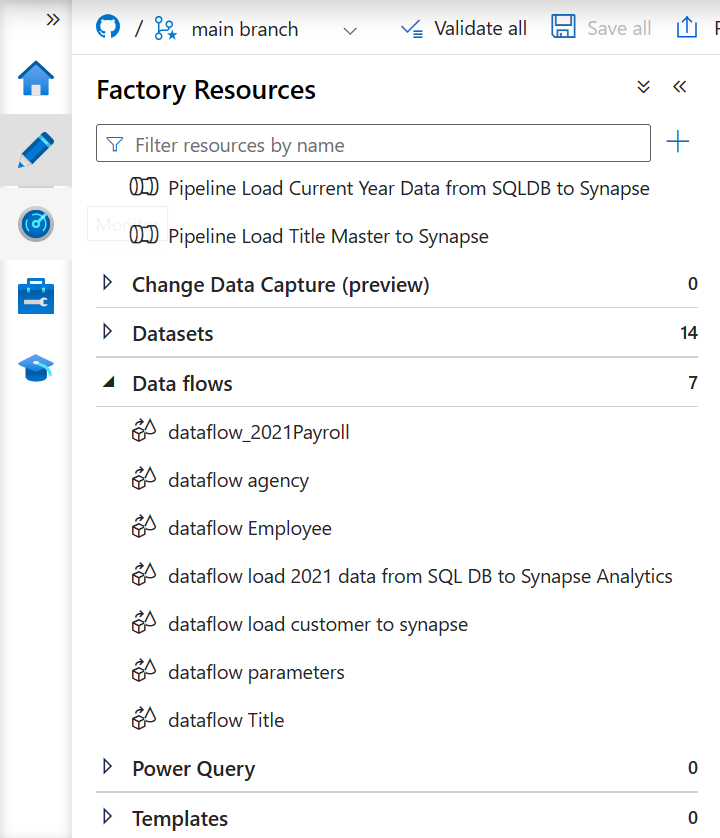 / main branch Validate all Save all
Factory Resources
Filter resources by name
Pipeline Load Current Year Data from SQLDB to Synapse
Pipeline Load Title Master to Synapse
Change Data Capture (preview) 0
Datasets 14
Data flows 7
dataflow_2021Payroll
dataflow agency
dataflow Employee
dataflow load 2021 data from SQL DB to Synapse Analytics
dataflow load customer to synapse
dataflow parameters
dataflow Title
Power Query 0
Templates 0